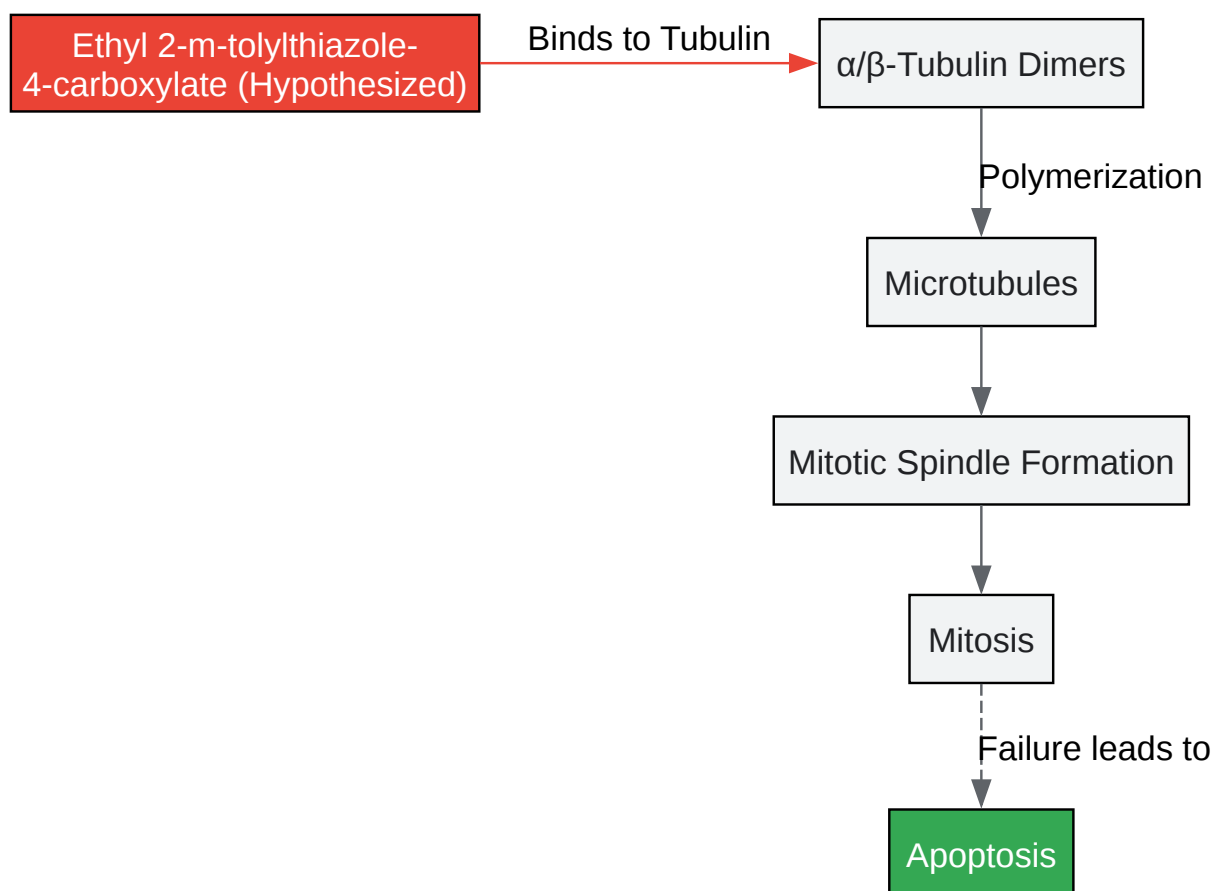 Ethyl 2-m-tolylthiazole-
4-carboxylate (Hypothesized)
Binds to Tubulin
α/β-Tubulin Dimers
Polymerization
Microtubules
Mitotic Spindle Formation
Mitosis
Failure leads to
Apoptosis